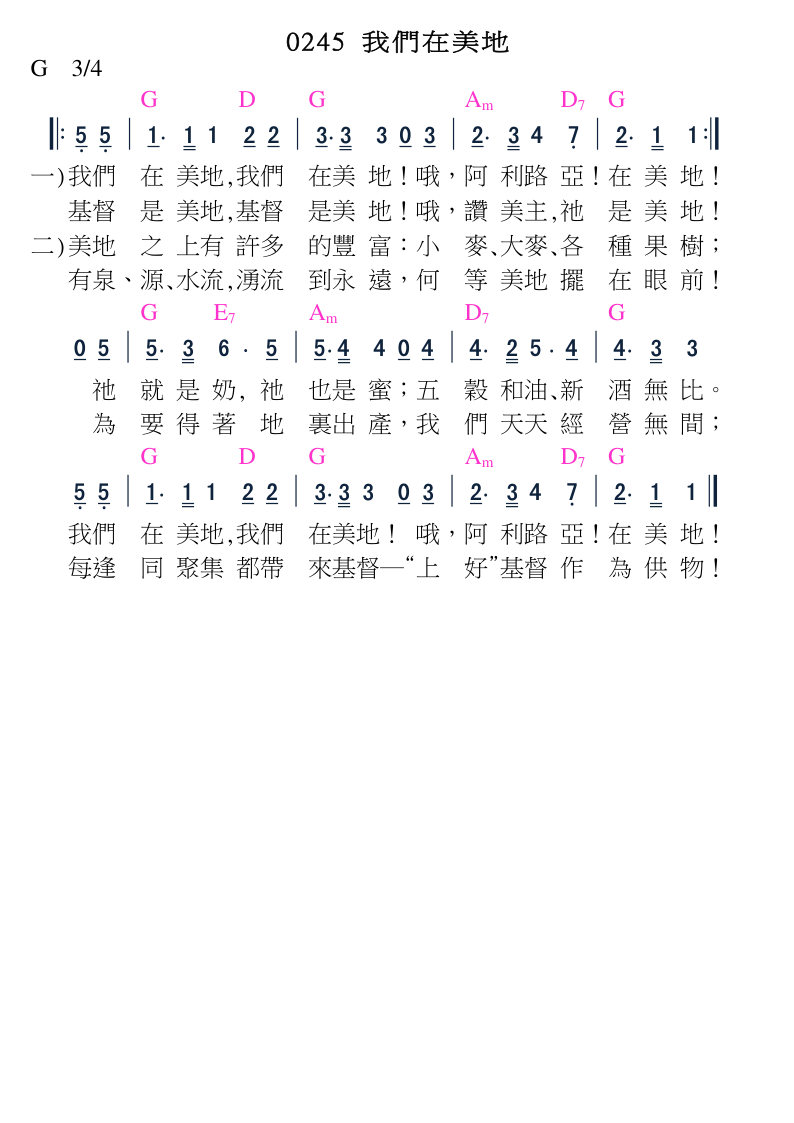 0245 我們在美地
G 3/4
G D G Am D7 G
5 5 | 1· 1 1 2 2 | 3· 3 3 0 3 | 2· 3 4 7 | 2· 1 1
一)我們 在 美地,我們 在美 地!哦,阿 利路 亞!在 美 地!
基督 是 美地,基督 是美 地!哦,讚 美主,祂 是 美 地!
二)美地 之 上有 許多 的豐 富:小 麥、大麥、各 種 果 樹;
有泉、源、水流,湧流 到永 遠,何 等 美地 擺 在 眼 前!
G E7 Am D7 G
0 5 | 5· 3 6 · 5 | 5· 4 4 0 4 | 4· 2 5 · 4 | 4· 3 3
祂 就 是 奶, 祂 也是 蜜;五 穀 和油、新 酒 無 比。
為 要 得 著 地 裏出 產,我 們 天天 經 營 無 間;
G D G Am D7 G
5 5 | 1· 1 1 2 2 | 3· 3 3 0 3 | 2· 3 4 7 | 2· 1 1
我們 在 美地,我們 在美地! 哦,阿 利路 亞!在 美 地!
每逢 同 聚集 都帶 來基督—“上 好”基督 作 為 供 物!